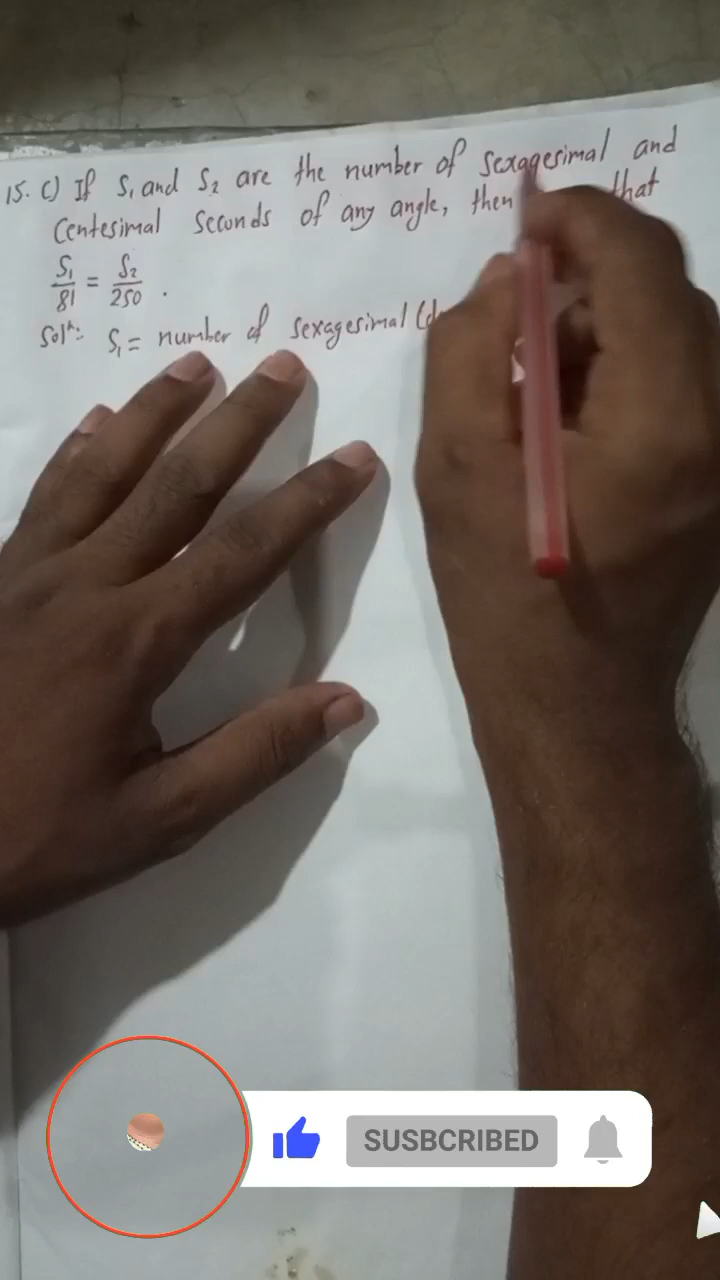 15. c) If S₁ and S₂ are the number of sexagesimal and
Centesimal Seconds of any angle, then that
S₁/81 = S₂/250 .
Solⁿ: S₁ = number of sexagesimal (
SUSBCRIBED